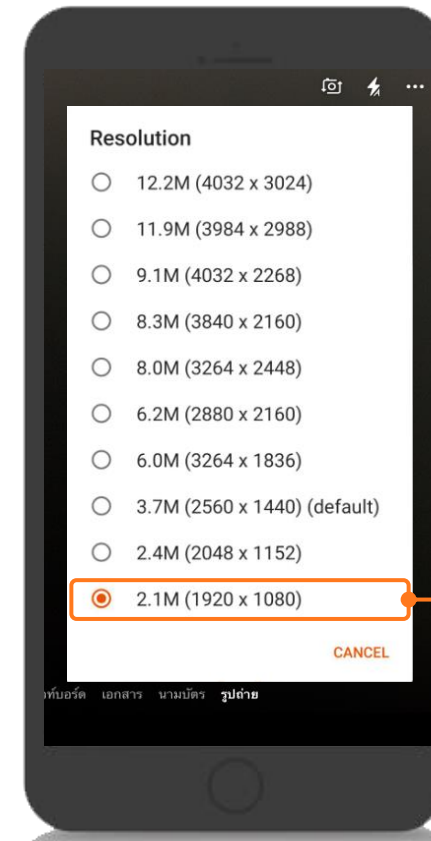 Resolution
12.2M (4032 x 3024)
11.9M (3984 x 2988)
9.1M (4032 x 2268)
8.3M (3840 x 2160)
8.0M (3264 x 2448)
6.2M (2880 x 2160)
6.0M (3264 x 1836)
3.7M (2560 x 1440) (default)
2.4M (2048 x 1152)
2.1M (1920 x 1080)
CANCEL
เอกสาร นามบัตร รูปถ่าย